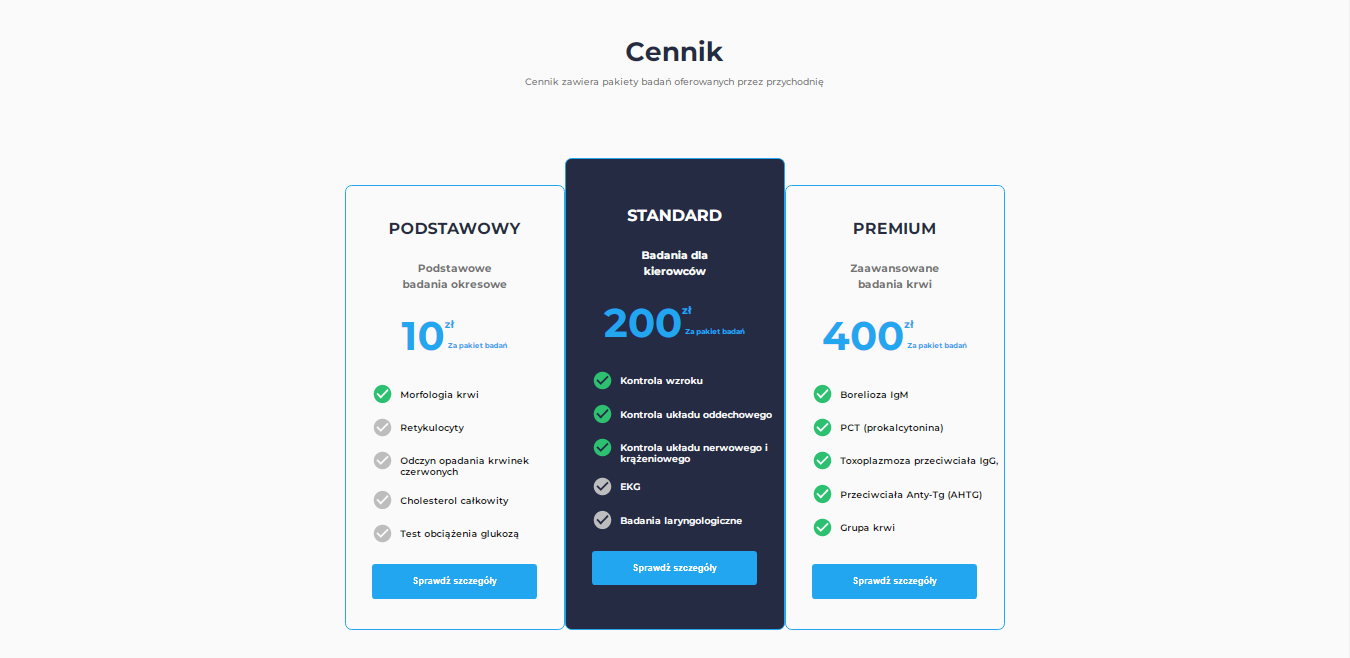 Cennik
Cennik zawiera pakiety badań oferowanych przez przychodnię
PODSTAWOWY
Podstawowe
badania okresowe
10 zł
Za pakiet badań
Morfologia krwi
Retykulocyty
Odczyn opadania krwinek
czerwonych
Cholesterol całkowity
Test obciążenia glukozą
Sprawdź szczegóły
STANDARD
Badania dla
kierowców
200 zł
Za pakiet badań
Kontrola wzroku
Kontrola układu oddechowego
Kontrola układu nerwowego i
krążeniowego
EKG
Badania laryngologiczne
Sprawdź szczegóły
PREMIUM
Zaawansowane
badania krwi
400 zł
Za pakiet badań
Borelioza IgM
PCT (prokalcytonina)
Toxoplazmoza przeciwciała IgG,
Przeciwciała Anty-Tg (AHTG)
Grupa krwi
Sprawdź szczegóły